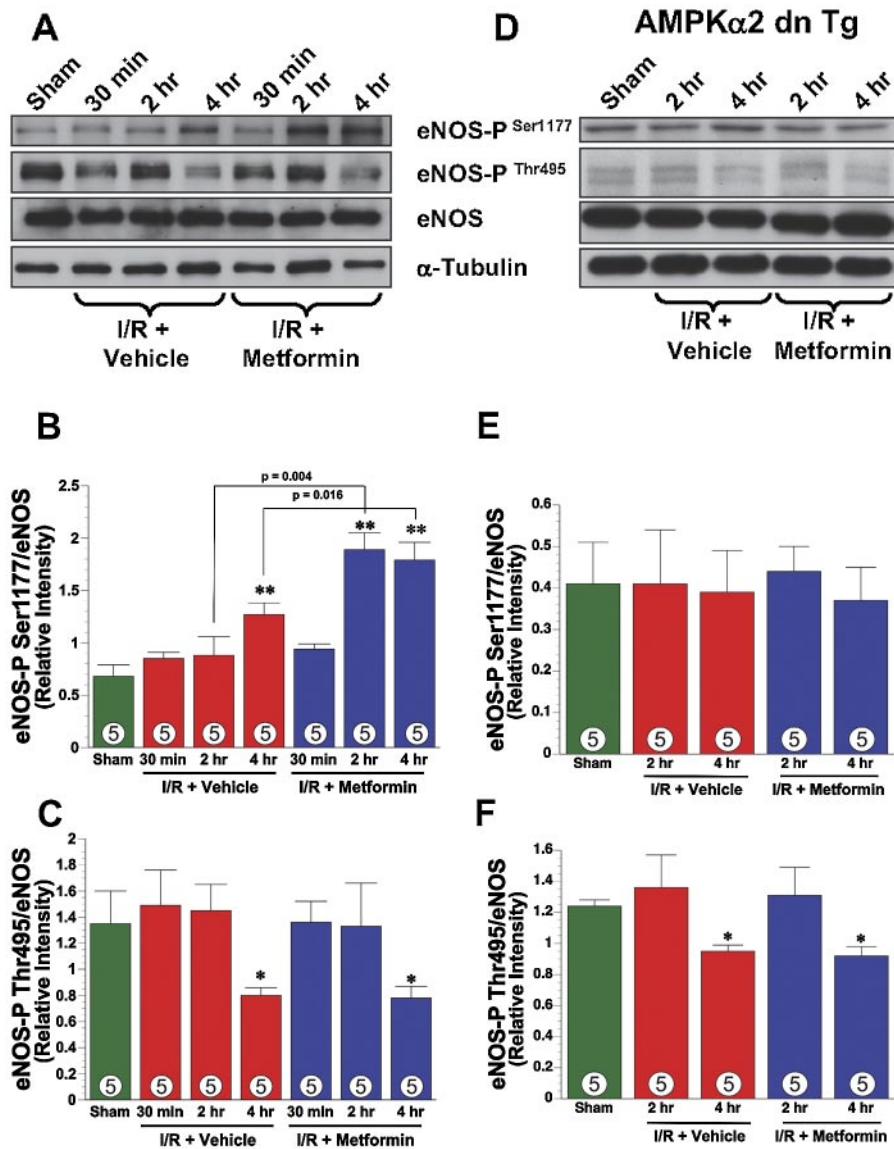 A
Sham
30 min
2 hr
4 hr
30 min
2 hr
4 hr
eNOS-P Ser1177
eNOS-P Thr495
eNOS
α-Tubulin
I/R +
Vehicle
I/R +
Metformin
D
AMPKα2 dn Tg
Sham
2 hr
4 hr
2 hr
4 hr
I/R +
Vehicle
I/R +
Metformin
B
eNOS-P Ser1177/eNOS
(Relative Intensity)
2.5
2
1.5
1
0.5
0
p = 0.004
p = 0.016
**
**
**
5 5 5 5 5 5 5
Sham 30 min 2 hr 4 hr 30 min 2 hr 4 hr
I/R + Vehicle I/R + Metformin
E
eNOS-P Ser1177/eNOS
(Relative Intensity)
0.6
0.5
0.4
0.3
0.2
0.1
0
5 5 5 5 5
Sham 2 hr 4 hr 2 hr 4 hr
I/R + Vehicle I/R + Metformin
C
eNOS-P Thr495/eNOS
(Relative Intensity)
2
1.8
1.6
1.4
1.2
1
0.8
0.6
0.4
0.2
0
*
*
5 5 5 5 5 5 5
Sham 30 min 2 hr 4 hr 30 min 2 hr 4 hr
I/R + Vehicle I/R + Metformin
F
eNOS-P Thr495/eNOS
(Relative Intensity)
1.6
1.4
1.2
1
0.8
0.6
0.4
0.2
0
*
*
5 5 5 5 5
Sham 2 hr 4 hr 2 hr 4 hr
I/R + Vehicle I/R + Metformin